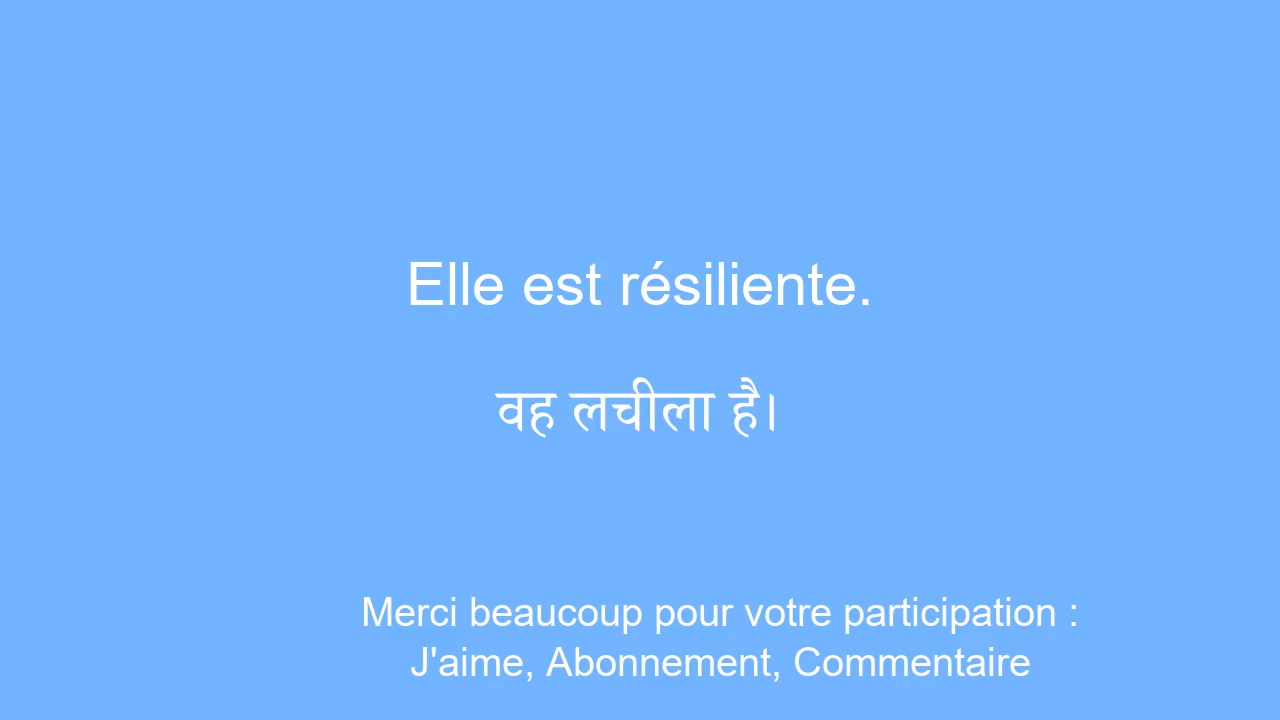 Elle est résiliente.
वह लचीला है।
Merci beaucoup pour votre participation :
J'aime, Abonnement, Commentaire